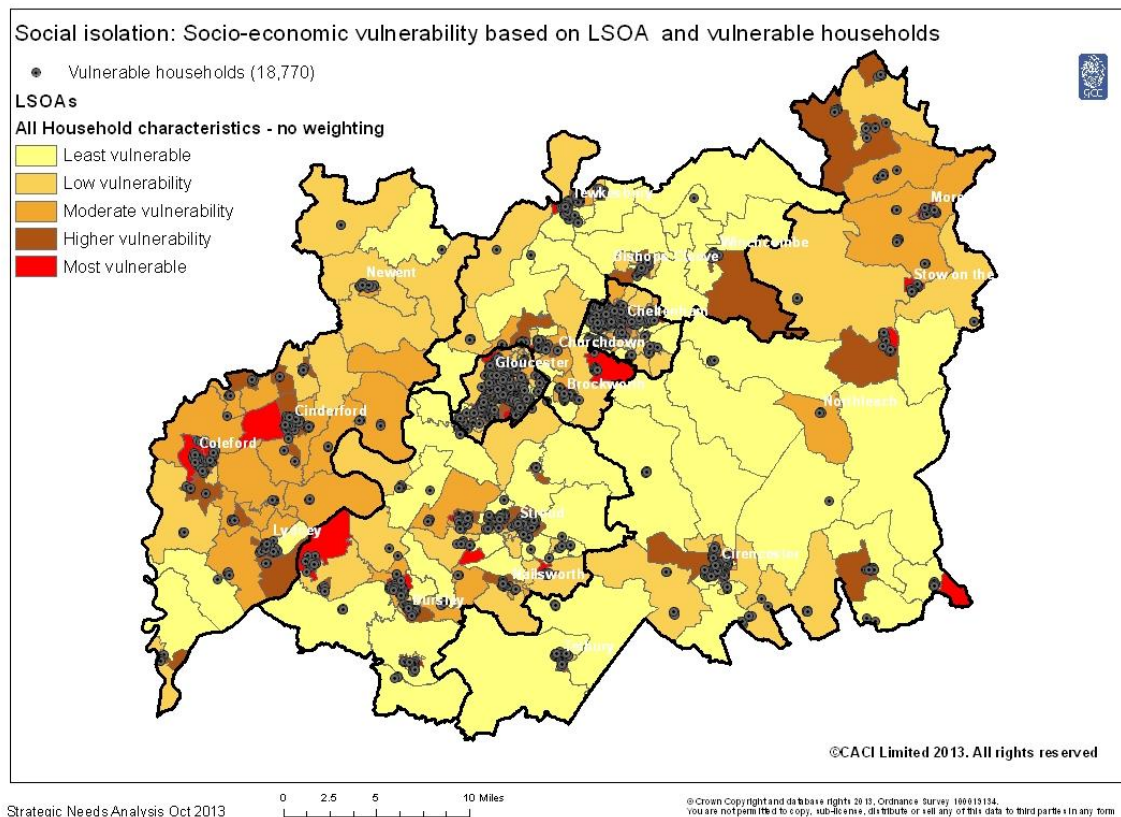 Social isolation: Socio-economic vulnerability based on LSOA and vulnerable households
Vulnerable households (18,770)
GCC
LSOAs
All Household characteristics - no weighting
Least vulnerable
Low vulnerability
Moderate vulnerability
Higher vulnerability
Most vulnerable
Tewkesbury
More
Winchcombe
Bishops Cleeve
Newent
Stow on the
Cheltenham
Churchdown
Gloucester
Brockworth
Northleach
Cinderford
Coleford
Stroud
Lydney
Cirencester
Nailsworth
Dursley
Tetbury
©CACI Limited 2013. All rights reserved
Strategic Needs Analysis Oct 2013
0 2.5 5 10 Miles
© Crown Copyright and database rights 2013, Ordnance Survey 100019134.
You are not permitted to copy, sub-license, distribute or sell any of this data to third parties in any form